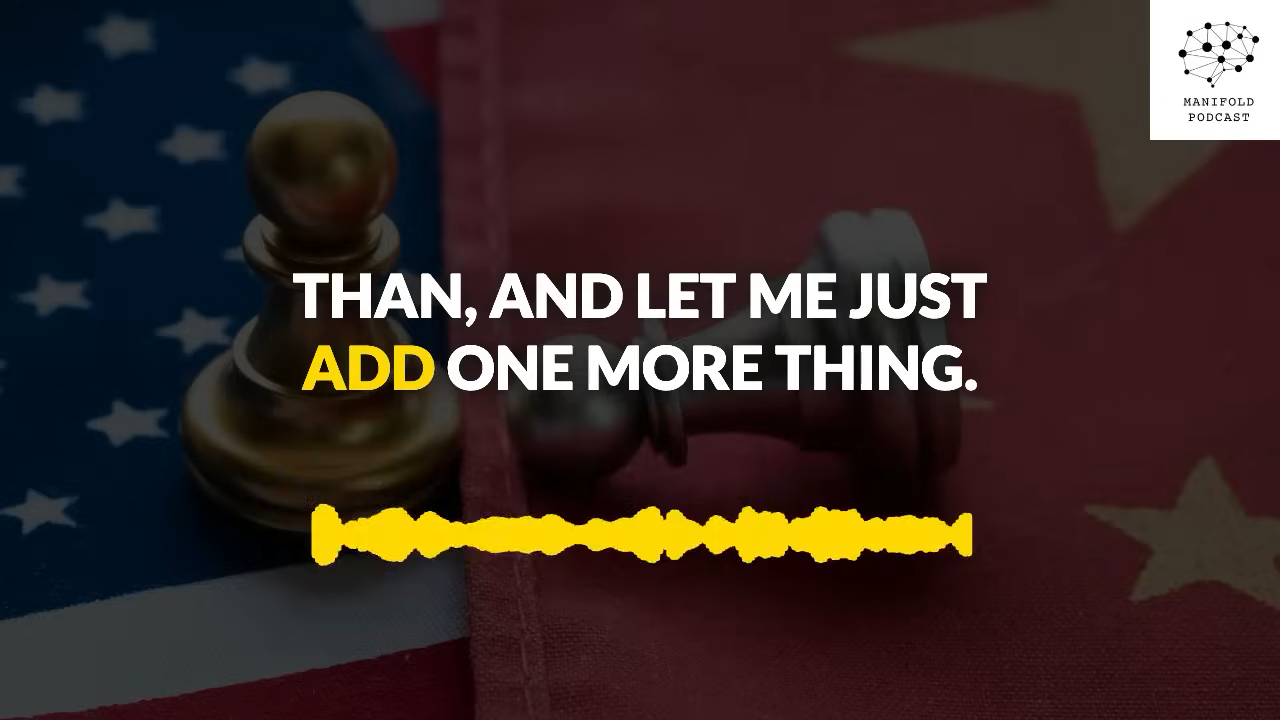 MANIFOLD
PODCAST
THAN, AND LET ME JUST
ADD ONE MORE THING.